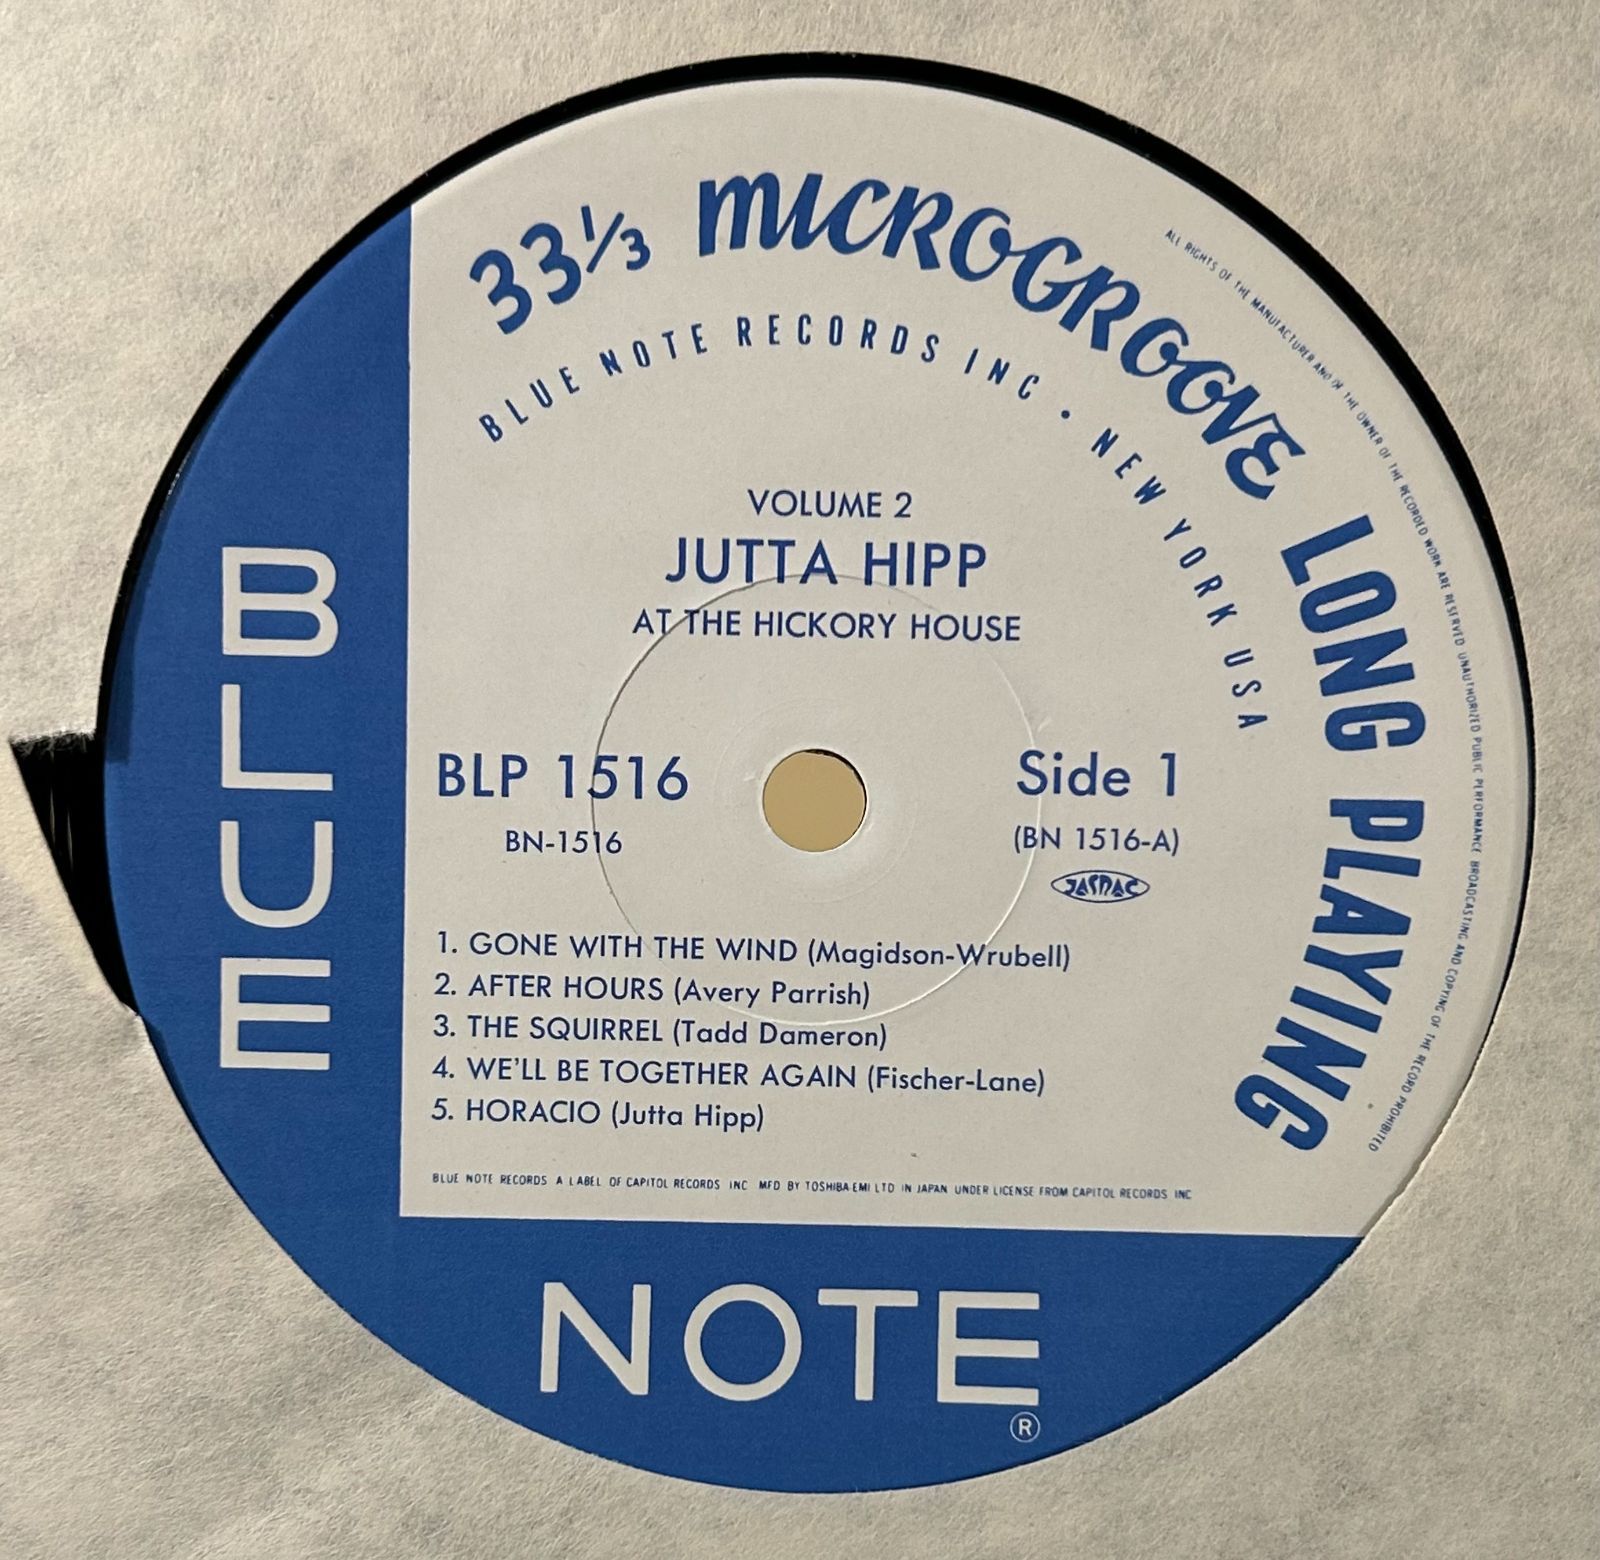 33⅓ MICROGROOVE LONG PLAYING
BLUE NOTE RECORDS INC • NEW YORK USA
ALL RIGHTS OF THE MANUFACTURER AND OF THE OWNER OF THE RECORDED WORK ARE RESERVED UNAUTHORIZED PUBLIC PERFORMANCE BROADCASTING AND COPYING OF THE RECORD PROHIBITED
VOLUME 2
JUTTA HIPP
AT THE HICKORY HOUSE
BLP 1516
BN-1516
Side 1
(BN 1516-A)
JASRAC
1. GONE WITH THE WIND (Magidson-Wrubell)
2. AFTER HOURS (Avery Parrish)
3. THE SQUIRREL (Tadd Dameron)
4. WE'LL BE TOGETHER AGAIN (Fischer-Lane)
5. HORACIO (Jutta Hipp)
BLUE NOTE RECORDS A LABEL OF CAPITOL RECORDS INC MFD BY TOSHIBA-EMI LTD IN JAPAN UNDER LICENSE FROM CAPITOL RECORDS INC
BLUE
NOTE
®